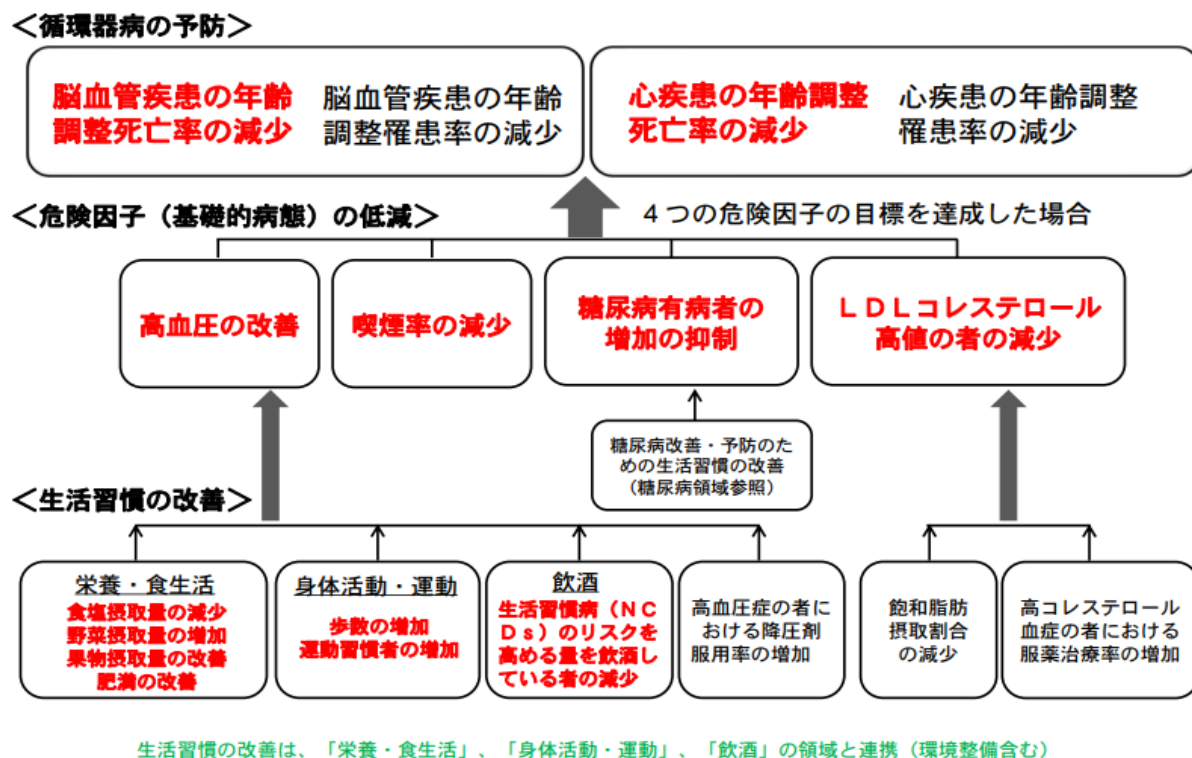 ＜循環器病の予防＞
脳血管疾患の年齢
調整死亡率の減少
脳血管疾患の年齢
調整罹患率の減少
心疾患の年齢調整
死亡率の減少
心疾患の年齢調整
罹患率の減少
＜危険因子（基礎的病態）の低減＞
４つの危険因子の目標を達成した場合
高血圧の改善
喫煙率の減少
糖尿病有病者の
増加の抑制
ＬＤＬコレステロール
高値の者の減少
糖尿病改善・予防のた
めの生活習慣の改善
（糖尿病領域参照）
＜生活習慣の改善＞
栄養・食生活
食塩摂取量の減少
野菜摂取量の増加
果物摂取量の改善
肥満の改善
身体活動・運動
歩数の増加
運動習慣者の増加
飲酒
生活習慣病（ＮＣ
Ｄｓ）のリスクを
高める量を飲酒し
ている者の減少
高血圧症の者に
おける降圧剤
服用率の増加
飽和脂肪
摂取割合
の減少
高コレステロール
血症の者における
服薬治療率の増加
生活習慣の改善は、「栄養・食生活」、「身体活動・運動」、「飲酒」の領域と連携（環境整備含む）